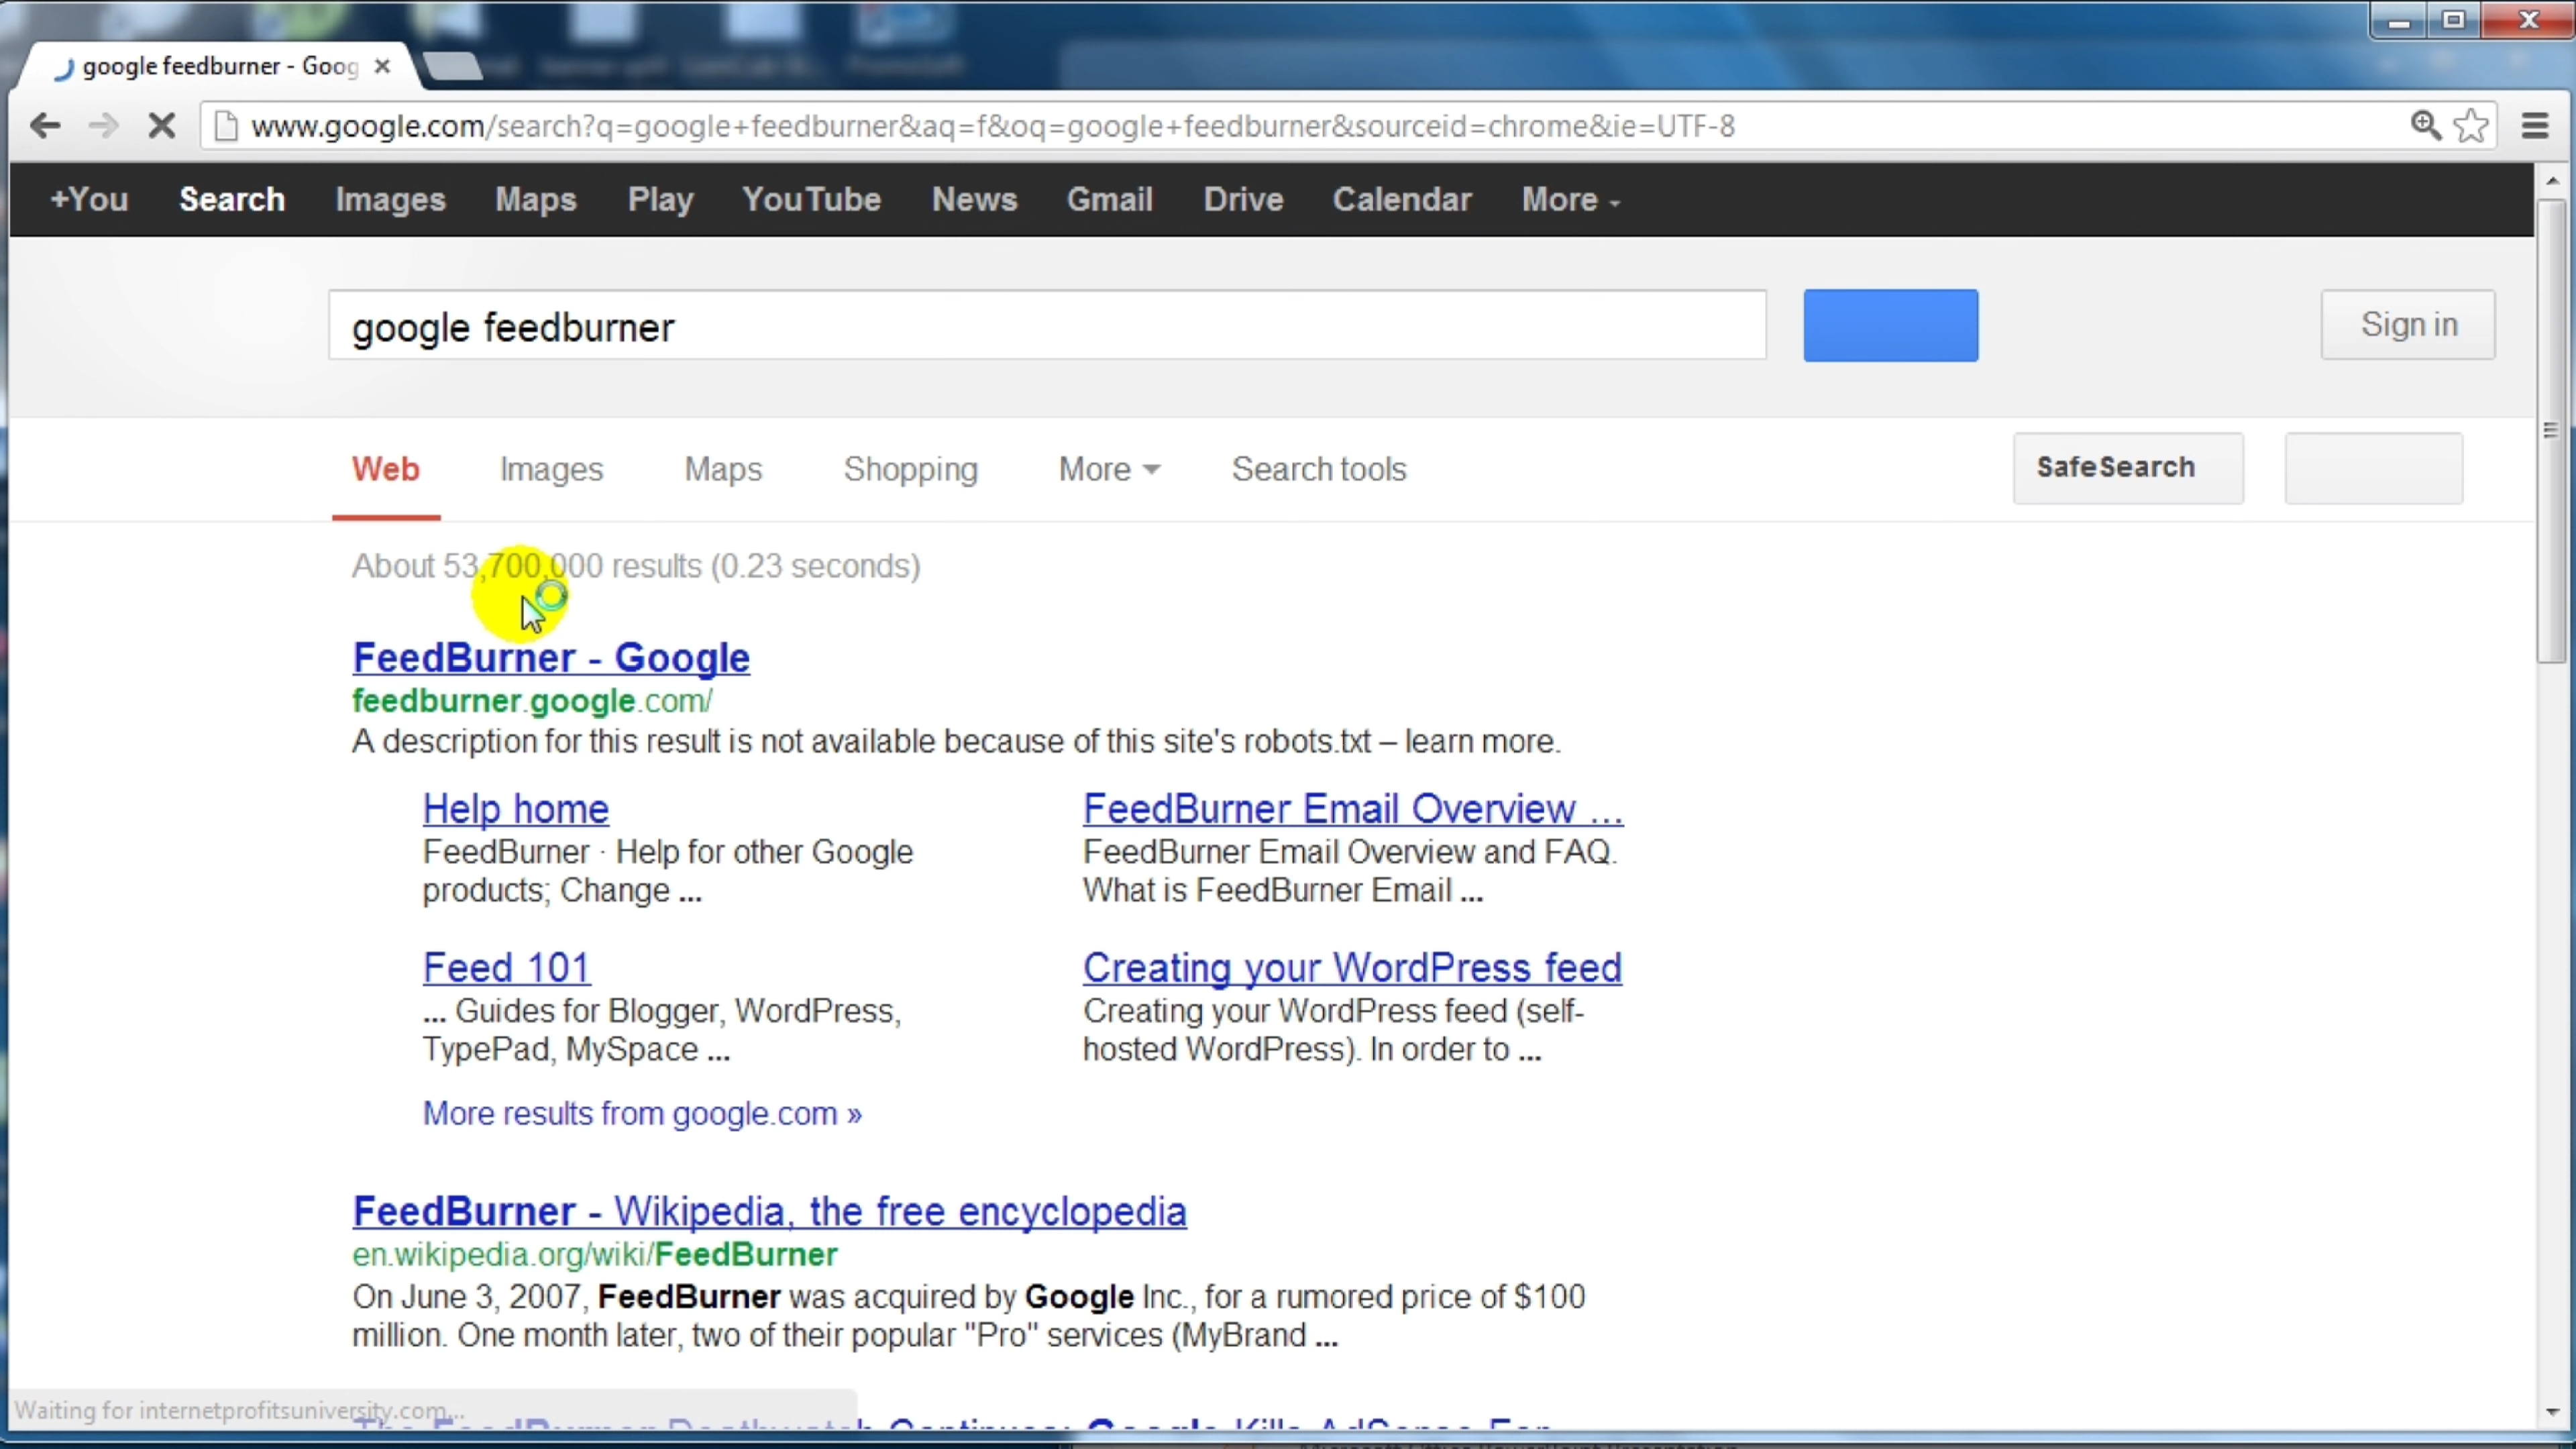 google feedburner - Goog
www.google.com/search?q=google+feedburner&aq=f&oq=google+feedburner&sourceid=chrome&ie=UTF-8
+You Search Images Maps Play YouTube News Gmail Drive Calendar More
google feedburner
Sign in
Web Images Maps Shopping More Search tools SafeSearch
About 53,700,000 results (0.23 seconds)
FeedBurner - Google
feedburner.google.com/
A description for this result is not available because of this site's robots.txt – learn more.
Help home
FeedBurner · Help for other Google
products; Change ...
FeedBurner Email Overview ...
FeedBurner Email Overview and FAQ.
What is FeedBurner Email ...
Feed 101
... Guides for Blogger, WordPress,
TypePad, MySpace ...
Creating your WordPress feed
Creating your WordPress feed (self-
hosted WordPress). In order to ...
More results from google.com »
FeedBurner - Wikipedia, the free encyclopedia
en.wikipedia.org/wiki/FeedBurner
On June 3, 2007, FeedBurner was acquired by Google Inc., for a rumored price of $100
million. One month later, two of their popular "Pro" services (MyBrand ...
Waiting for internetprofitsuniversity.com...
The FeedBurner Deathwatch Continues: Google Kills AdSense For